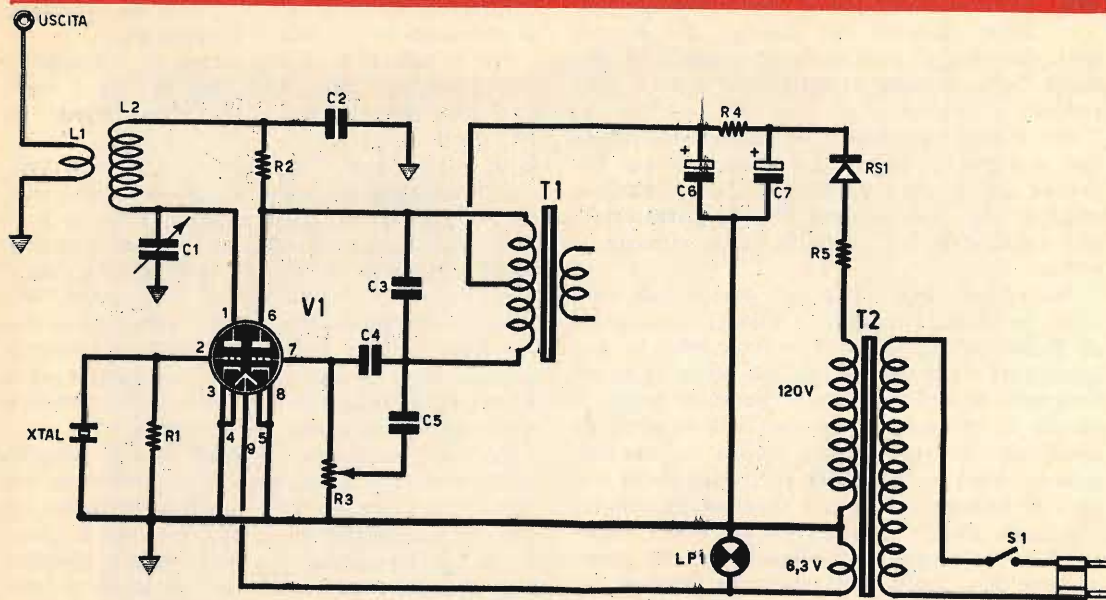 USCITA
L1
L2
C2
R2
C1
V1
1
6
2
7
3
8
4
5
9
XTAL
R1
R3
C3
C4
C5
T1
R4
C6
+
C7
+
RS1
R5
T2
120V
6,3 V
LP1
S1